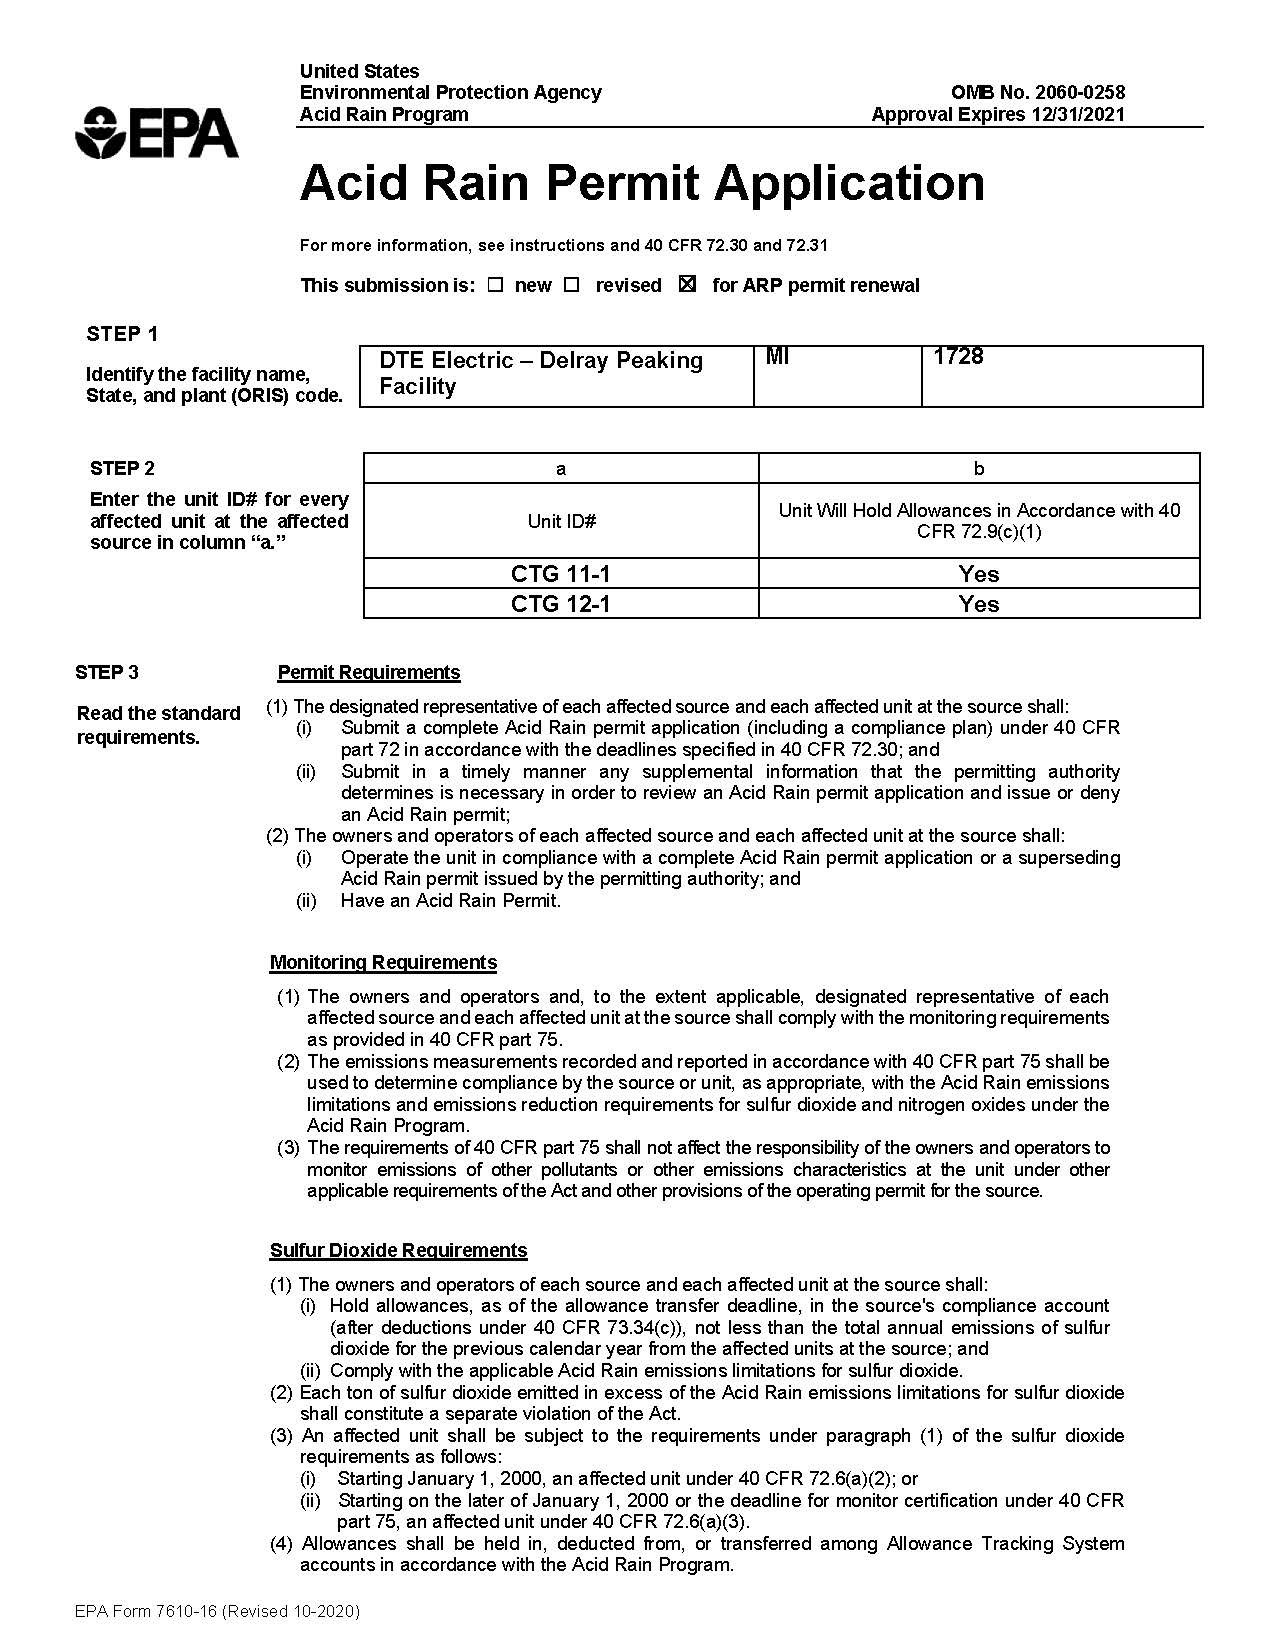 United States
Environmental Protection Agency
OMB No. 2060-0258
Acid Rain Program
Approval Expires 12/31/2021
EPA
Acid Rain Permit Application
For more information, see instructions and 40 CFR 72.30 and 72.31
This submission is: ☐ new ☐ revised ☒ for ARP permit renewal
STEP 1
Identify the facility name,
State, and plant (ORIS) code.
DTE Electric – Delray Peaking
Facility
MI
1728
STEP 2
Enter the unit ID# for every
affected unit at the affected
source in column “a.”
a
b
Unit ID#
Unit Will Hold Allowances in Accordance with 40
CFR 72.9(c)(1)
CTG 11-1
Yes
CTG 12-1
Yes
STEP 3
Read the standard
requirements.
Permit Requirements
(1) The designated representative of each affected source and each affected unit at the source shall:
(i) Submit a complete Acid Rain permit application (including a compliance plan) under 40 CFR
part 72 in accordance with the deadlines specified in 40 CFR 72.30; and
(ii) Submit in a timely manner any supplemental information that the permitting authority
determines is necessary in order to review an Acid Rain permit application and issue or deny
an Acid Rain permit;
(2) The owners and operators of each affected source and each affected unit at the source shall:
(i) Operate the unit in compliance with a complete Acid Rain permit application or a superseding
Acid Rain permit issued by the permitting authority; and
(ii) Have an Acid Rain Permit.
Monitoring Requirements
(1) The owners and operators and, to the extent applicable, designated representative of each
affected source and each affected unit at the source shall comply with the monitoring requirements
as provided in 40 CFR part 75.
(2) The emissions measurements recorded and reported in accordance with 40 CFR part 75 shall be
used to determine compliance by the source or unit, as appropriate, with the Acid Rain emissions
limitations and emissions reduction requirements for sulfur dioxide and nitrogen oxides under the
Acid Rain Program.
(3) The requirements of 40 CFR part 75 shall not affect the responsibility of the owners and operators to
monitor emissions of other pollutants or other emissions characteristics at the unit under other
applicable requirements of the Act and other provisions of the operating permit for the source.
Sulfur Dioxide Requirements
(1) The owners and operators of each source and each affected unit at the source shall:
(i) Hold allowances, as of the allowance transfer deadline, in the source's compliance account
(after deductions under 40 CFR 73.34(c)), not less than the total annual emissions of sulfur
dioxide for the previous calendar year from the affected units at the source; and
(ii) Comply with the applicable Acid Rain emissions limitations for sulfur dioxide.
(2) Each ton of sulfur dioxide emitted in excess of the Acid Rain emissions limitations for sulfur dioxide
shall constitute a separate violation of the Act.
(3) An affected unit shall be subject to the requirements under paragraph (1) of the sulfur dioxide
requirements as follows:
(i) Starting January 1, 2000, an affected unit under 40 CFR 72.6(a)(2); or
(ii) Starting on the later of January 1, 2000 or the deadline for monitor certification under 40 CFR
part 75, an affected unit under 40 CFR 72.6(a)(3).
(4) Allowances shall be held in, deducted from, or transferred among Allowance Tracking System
accounts in accordance with the Acid Rain Program.
EPA Form 7610-16 (Revised 10-2020)